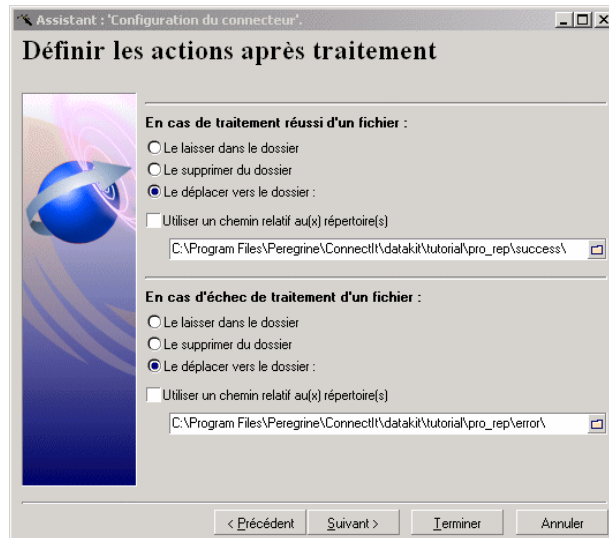 Assistant : 'Configuration du connecteur'.
Définir les actions après traitement
En cas de traitement réussi d'un fichier :
Le laisser dans le dossier
Le supprimer du dossier
Le déplacer vers le dossier :
Utiliser un chemin relatif au(x) répertoire(s)
C:\Program Files\Peregrine\ConnectIt\datakit\tutorial\pro_rep\success\
En cas d'échec de traitement d'un fichier :
Le laisser dans le dossier
Le supprimer du dossier
Le déplacer vers le dossier :
Utiliser un chemin relatif au(x) répertoire(s)
C:\Program Files\Peregrine\ConnectIt\datakit\tutorial\pro_rep\error\
< Précédent Suivant > Terminer Annuler